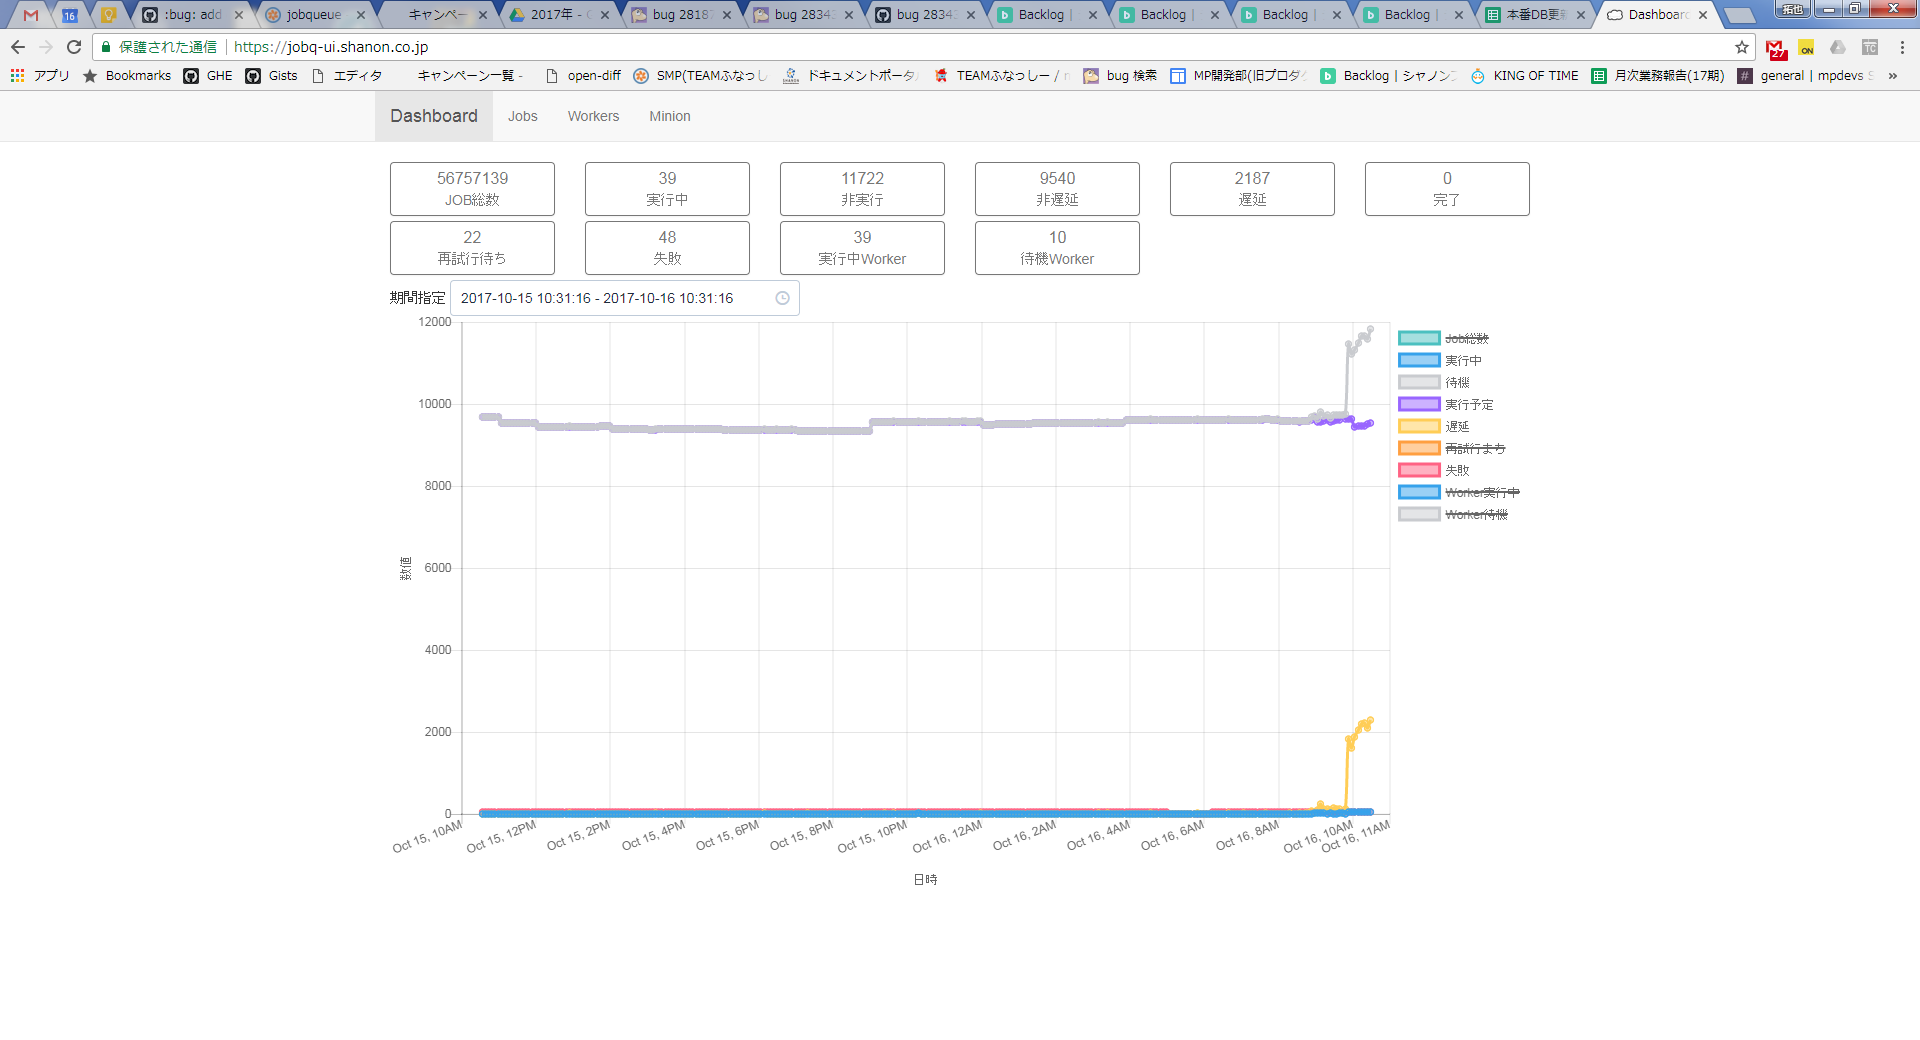 16
:bug: add
jobqueue
キャンペー
2017年 - G
bug 2818
bug 2834
bug 2834
Backlog |
Backlog |
Backlog |
Backlog |
本番DB更
Dashboard
拓也
保護された通信 | https://jobq-ui.shanon.co.jp
27
ON
TC
アプリ
Bookmarks
GHE
Gists
エディタ
キャンペーン一覧 -
open-diff
SMP(TEAMふなっし
ドキュメントポータ
TEAMふなっしー /
bug 検索
MP開発部(旧プロダ
Backlog | シャノン
KING OF TIME
月次業務報告(17期)
general | mpdevs S
»
Dashboard
Jobs
Workers
Minion
56757139
JOB総数
39
実行中
11722
非実行
9540
非遅延
2187
遅延
0
完了
22
再試行待ち
48
失敗
39
実行中Worker
10
待機Worker
期間指定
2017-10-15 10:31:16 - 2017-10-16 10:31:16
12000
10000
8000
6000
4000
2000
0
数値
Oct 15, 10AM
Oct 15, 12PM
Oct 15, 2PM
Oct 15, 4PM
Oct 15, 6PM
Oct 15, 8PM
Oct 15, 10PM
Oct 16, 12AM
Oct 16, 2AM
Oct 16, 4AM
Oct 16, 6AM
Oct 16, 8AM
Oct 16, 10AM
Oct 16, 11AM
日時
Job総数
実行中
待機
実行予定
遅延
再試行まち
失敗
Worker実行中
Worker待機